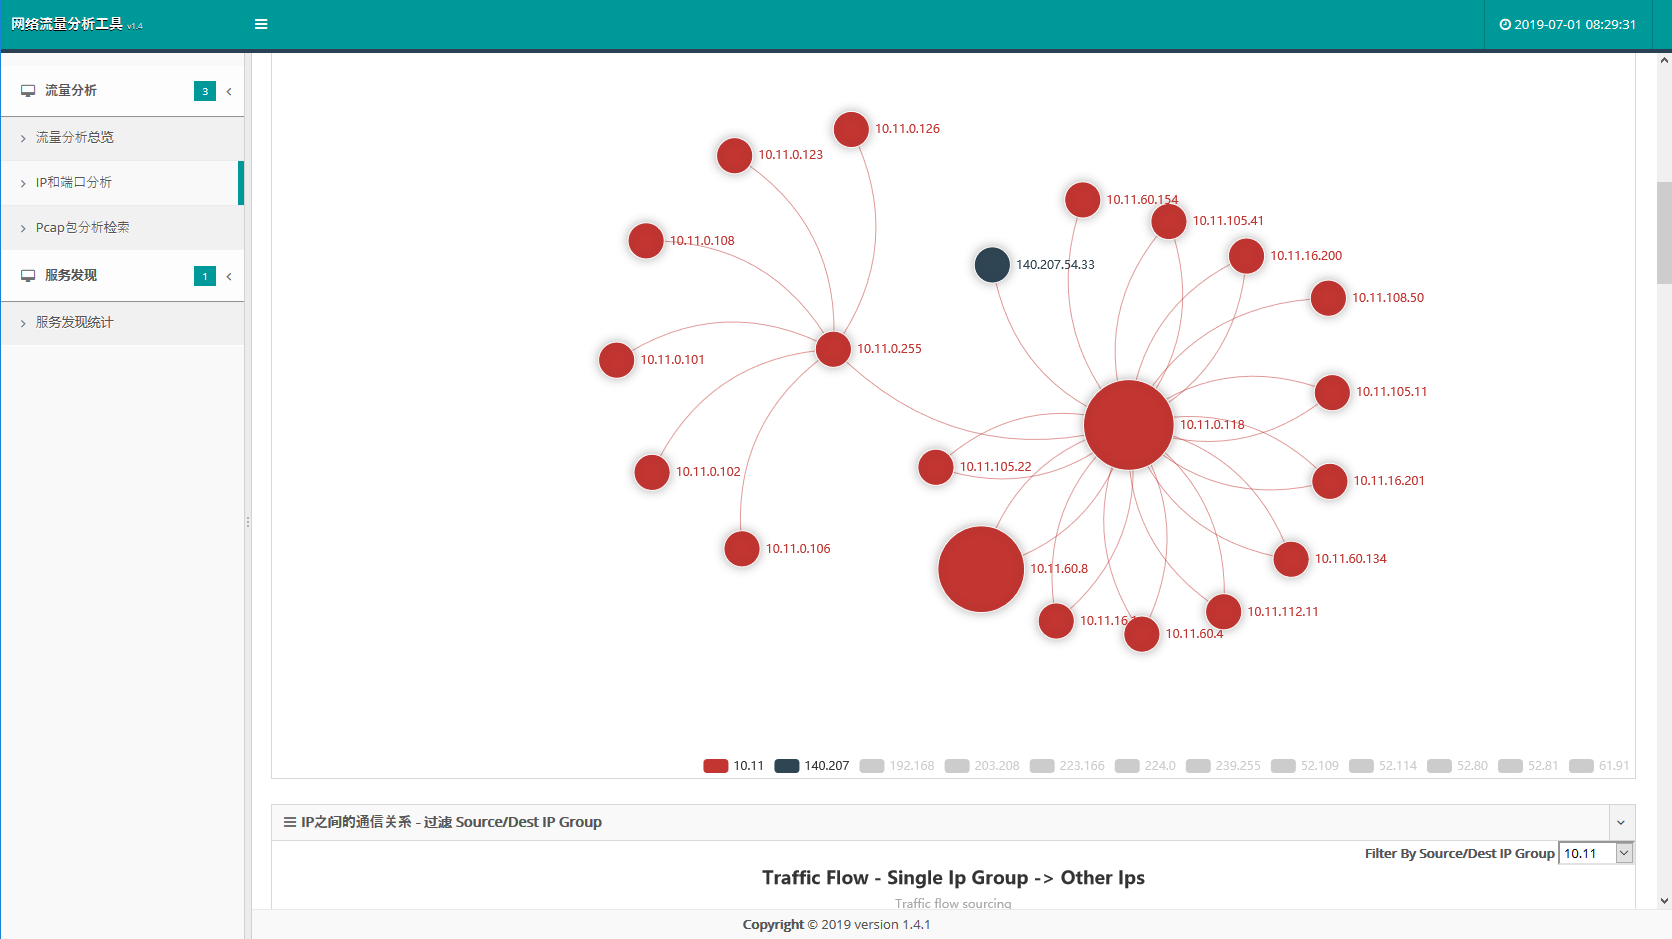 网络流量分析工具 v1.4
2019-07-01 08:29:31
流量分析 3
流量分析总览
IP和端口分析
Pcap包分析检索
服务发现 1
服务发现统计
10.11.0.126
10.11.0.123
10.11.60.154
10.11.105.41
10.11.0.108
10.11.16.200
140.207.54.33
10.11.108.50
10.11.0.255
10.11.0.101
10.11.105.11
10.11.0.118
10.11.105.22
10.11.0.102
10.11.16.201
10.11.0.106
10.11.60.134
10.11.60.8
10.11.112.11
10.11.16.
10.11.60.4
10.11 140.207 192.168 203.208 223.166 224.0 239.255 52.109 52.114 52.80 52.81 61.91
IP之间的通信关系 - 过滤 Source/Dest IP Group
Filter By Source/Dest IP Group 10.11
Traffic Flow - Single Ip Group -> Other Ips
Traffic flow sourcing
Copyright © 2019 version 1.4.1